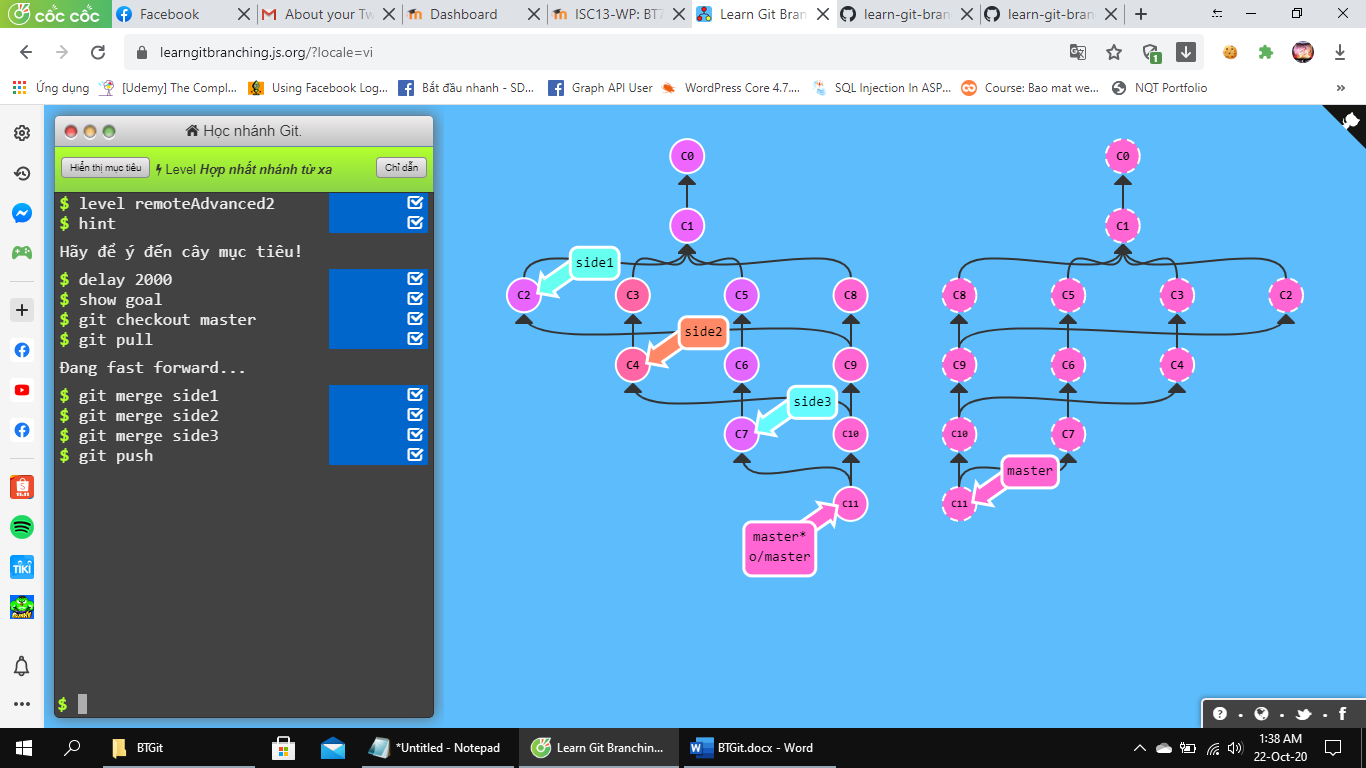 cốc cốc
Facebook
About your Tw
Dashboard
ISC13-WP: BT7
Learn Git Bran
learn-git-bran
learn-git-bran
learngitbranching.js.org/?locale=vi
1
Ứng dụng
[Udemy] The Compl...
Using Facebook Log...
Bắt đầu nhanh - SD...
Graph API User
WordPress Core 4.7....
SQL Injection In ASP...
Course: Bao mat we...
NQT Portfolio
»
Học nhánh Git.
Hiển thị mục tiêu
Level Hợp nhất nhánh từ xa
Chỉ dẫn
$ level remoteAdvanced2
$ hint
Hãy để ý đến cây mục tiêu!
$ delay 2000
$ show goal
$ git checkout master
$ git pull
Đang fast forward...
$ git merge side1
$ git merge side2
$ git merge side3
$ git push
$
C0
C1
side1
C2
C3
C5
C8
side2
C4
C6
C9
side3
C7
C10
C11
master*
o/master
C0
C1
C8
C5
C3
C2
C9
C6
C4
C10
C7
master
C11
11.11
TIKI
BTGit
*Untitled - Notepad
Learn Git Branchin...
BTGit.docx - Word
1:38 AM
22-Oct-20